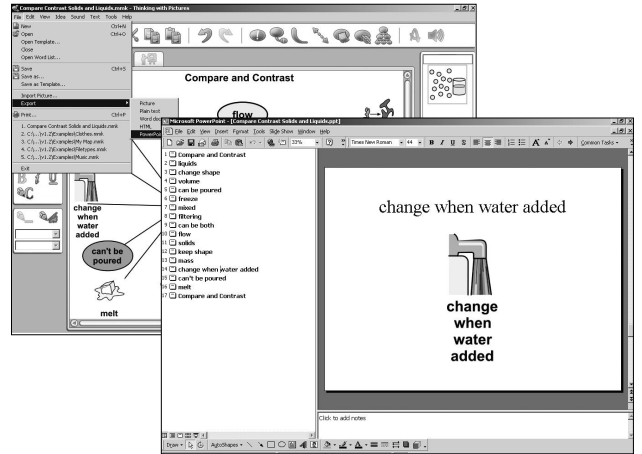 Compare Contrast Solids and Liquids.mmk - Thinking with Pictures
File Edit View Idea Sound Text Tools Help
New Ctrl+N
Open Ctrl+O
Open Template...
Close
Open Word List...
Save Ctrl+S
Save as...
Save as Template...
Import Picture...
Export
Print... Ctrl+P
1. Compare Contrast Solids and Liquids.mmk
2. C:/...\v1.2\Examples\Clothes.mmk
3. C:/...\v1.2\Examples\My Map.mmk
4. C:/...\v1.2\Examples\Filetypes.mmk
5. C:/...\v1.2\Examples\Music.mmk
Exit
Picture
Plain text
Word doc
HTML
PowerPoi
Compare and Contrast
flow
change
when
water
added
can't be
poured
melt
Microsoft PowerPoint - [Compare Contrast Solids and Liquids.ppt]
File Edit View Insert Format Tools Slide Show Window Help
33%
Times New Roman
44
B I U S
Common Tasks
1 Compare and Contrast
2 liquids
3 change shape
4 volume
5 can be poured
6 freeze
7 mixed
8 filtering
9 can be both
10 flow
11 solids
12 keep shape
13 mass
14 change when water added
15 can't be poured
16 melt
17 Compare and Contrast
change when water added
change
when
water
added
Click to add notes
Draw
AutoShapes